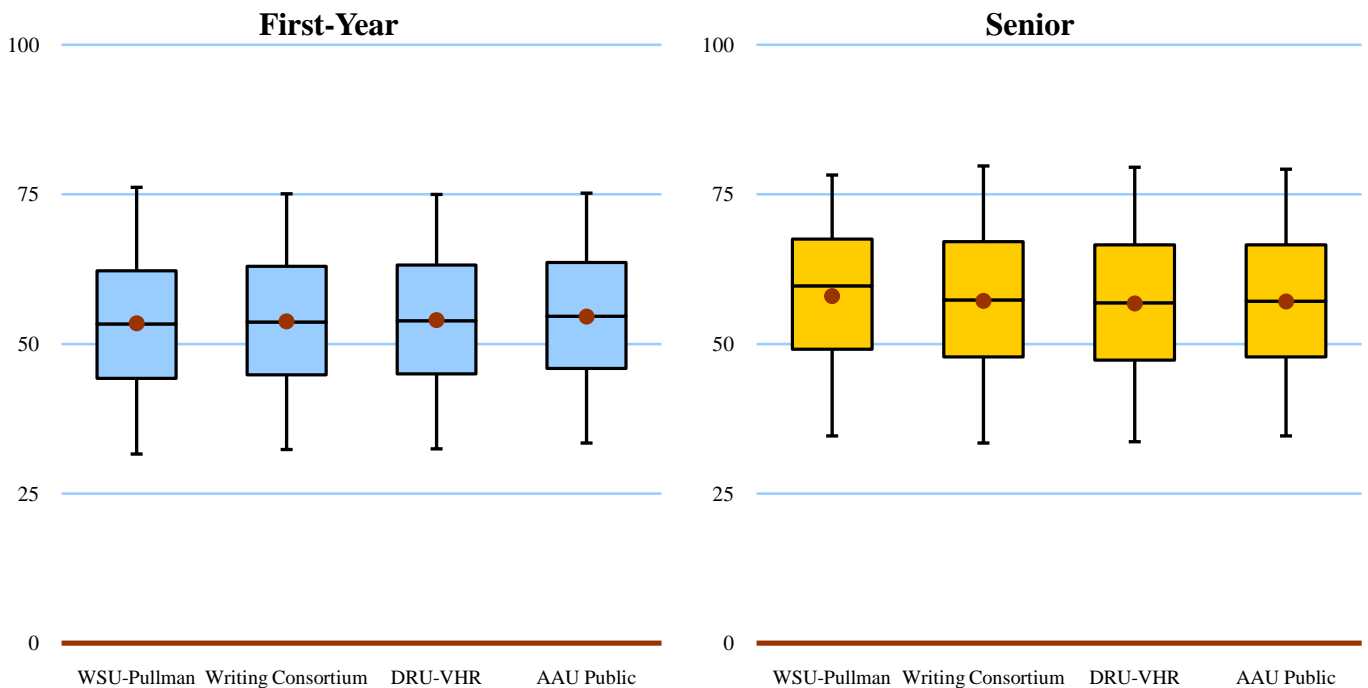 First-Year
100
75
50
25
0
WSU-Pullman Writing Consortium DRU-VHR AAU Public
Senior
100
75
50
25
0
WSU-Pullman Writing Consortium DRU-VHR AAU Public